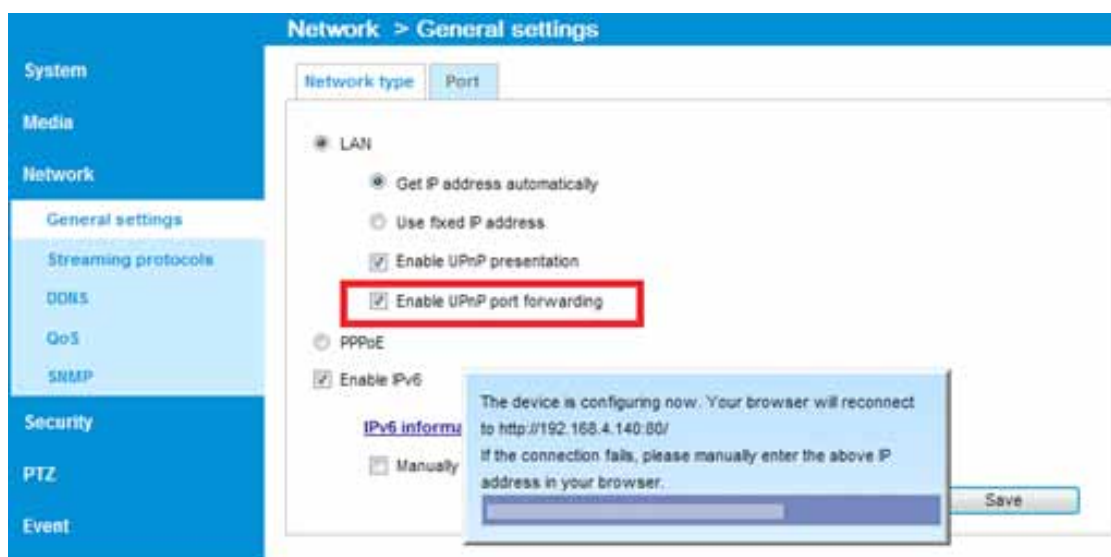 Network > General settings
System
Media
Network
General settings
Streaming protocols
DDNS
QoS
SNMP
Security
PTZ
Event
Network type
Port
LAN
Get IP address automatically
Use fixed IP address
Enable UPnP presentation
Enable UPnP port forwarding
PPPoE
Enable IPv6
IPv6 informa
Manually
The device is configuring now. Your browser will reconnect
to http://192.168.4.140:80/
If the connection fails, please manually enter the above IP
address in your browser.
Save